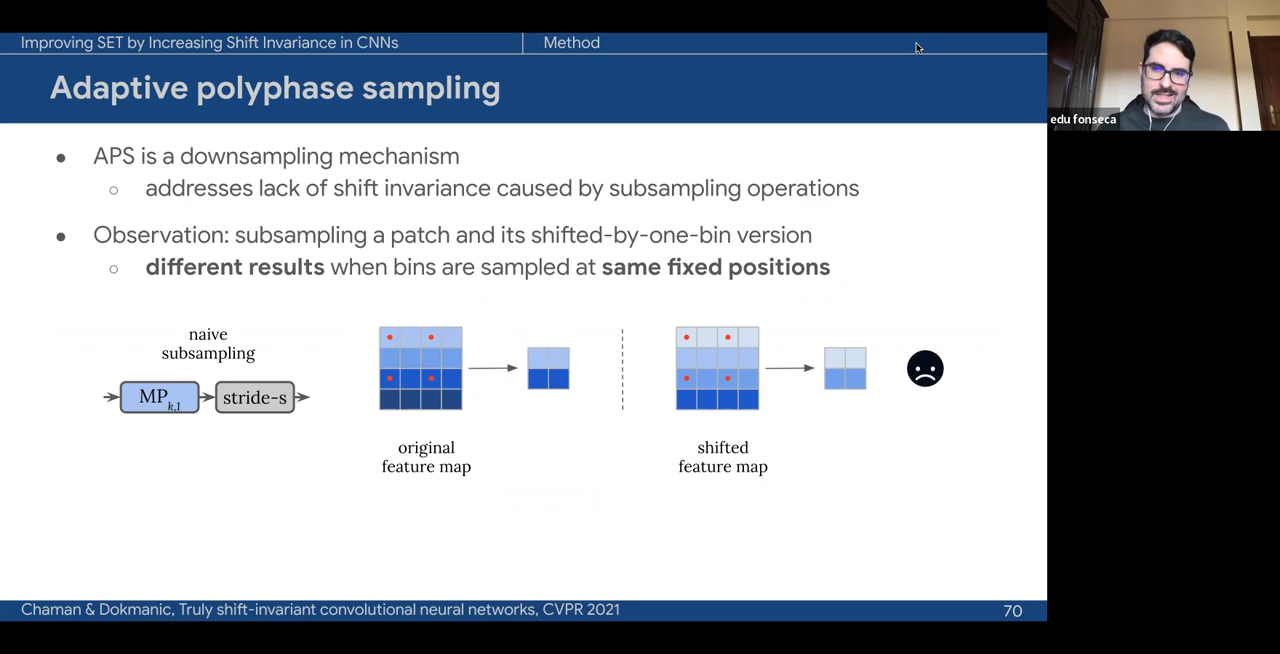 Improving SET by Increasing Shift Invariance in CNNs
Method
Adaptive polyphase sampling
edu fonseca
● APS is a downsampling mechanism
○ addresses lack of shift invariance caused by subsampling operations
● Observation: subsampling a patch and its shifted-by-one-bin version
○ different results when bins are sampled at same fixed positions
naive
subsampling
MP k,1
stride-s
original
feature map
shifted
feature map
Chaman & Dokmanic, Truly shift-invariant convolutional neural networks, CVPR 2021
70